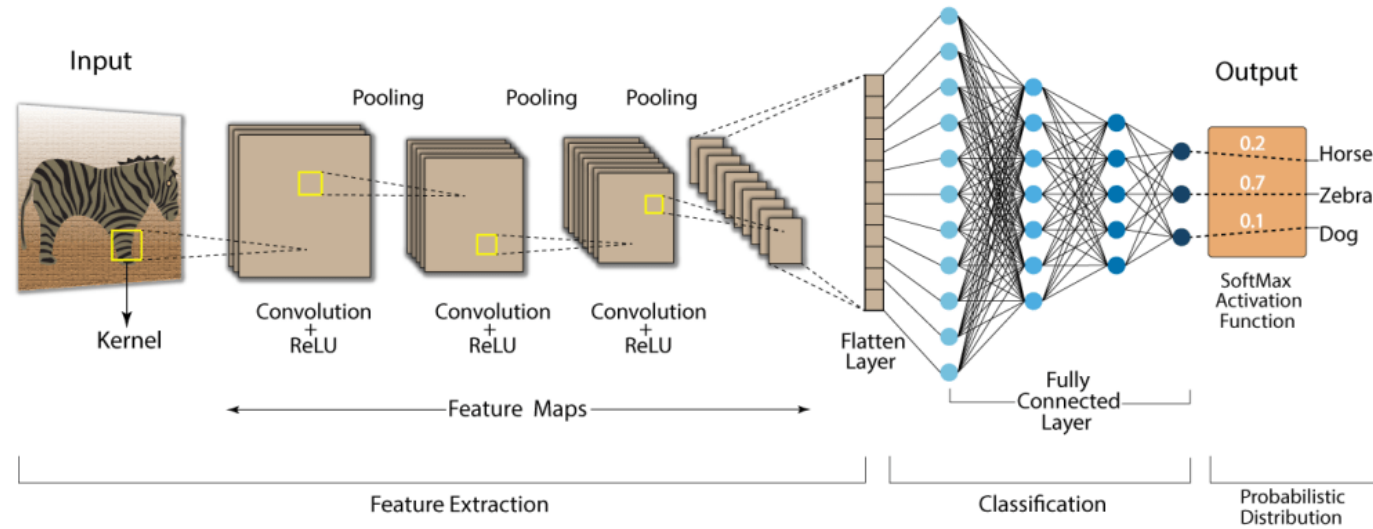 Input
Pooling
Pooling
Pooling
Output
0.2
Horse
0.7
Zebra
0.1
Dog
Kernel
Convolution
+
ReLU
Convolution
+
ReLU
Convolution
+
ReLU
Flatten
Layer
SoftMax
Activation
Function
Feature Maps
Fully
Connected
Layer
Feature Extraction
Classification
Probabilistic
Distribution